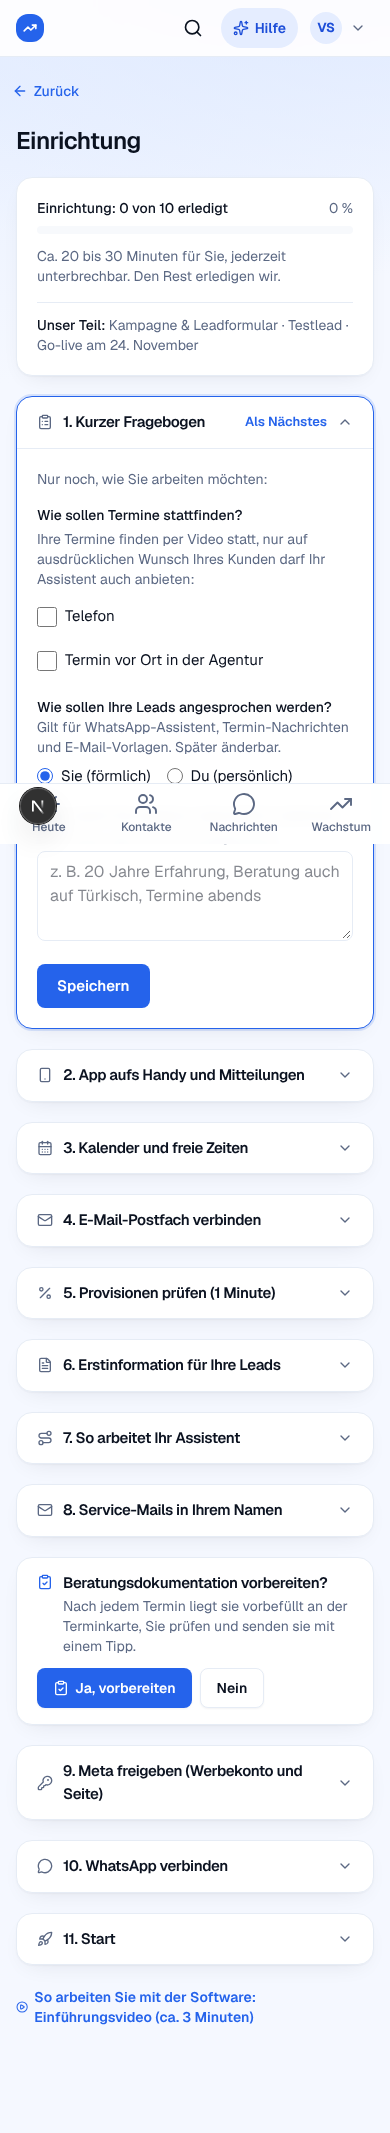 Hilfe
VS
Zurück
Einrichtung
Einrichtung: 0 von 10 erledigt
0 %
Ca. 20 bis 30 Minuten für Sie, jederzeit
unterbrechbar. Den Rest erledigen wir.
Unser Teil: Kampagne & Leadformular · Testlead ·
Go-live am 24. November
1. Kurzer Fragebogen
Als Nächstes
Nur noch, wie Sie arbeiten möchten:
Wie sollen Termine stattfinden?
Ihre Termine finden per Video statt, nur auf
ausdrücklichen Wunsch Ihres Kunden darf Ihr
Assistent auch anbieten:
Telefon
Termin vor Ort in der Agentur
Wie sollen Ihre Leads angesprochen werden?
Gilt für WhatsApp-Assistent, Termin-Nachrichten
und E-Mail-Vorlagen. Später änderbar.
Sie (förmlich)
Du (persönlich)
N
Heute
Kontakte
Nachrichten
Wachstum
z. B. 20 Jahre Erfahrung, Beratung auch
auf Türkisch, Termine abends
Speichern
2. App aufs Handy und Mitteilungen
3. Kalender und freie Zeiten
4. E-Mail-Postfach verbinden
5. Provisionen prüfen (1 Minute)
6. Erstinformation für Ihre Leads
7. So arbeitet Ihr Assistent
8. Service-Mails in Ihrem Namen
Beratungsdokumentation vorbereiten?
Nach jedem Termin liegt sie vorbefüllt an der
Terminkarte, Sie prüfen und senden sie mit
einem Tipp.
Ja, vorbereiten
Nein
9. Meta freigeben (Werbekonto und
Seite)
10. WhatsApp verbinden
11. Start
So arbeiten Sie mit der Software:
Einführungsvideo (ca. 3 Minuten)